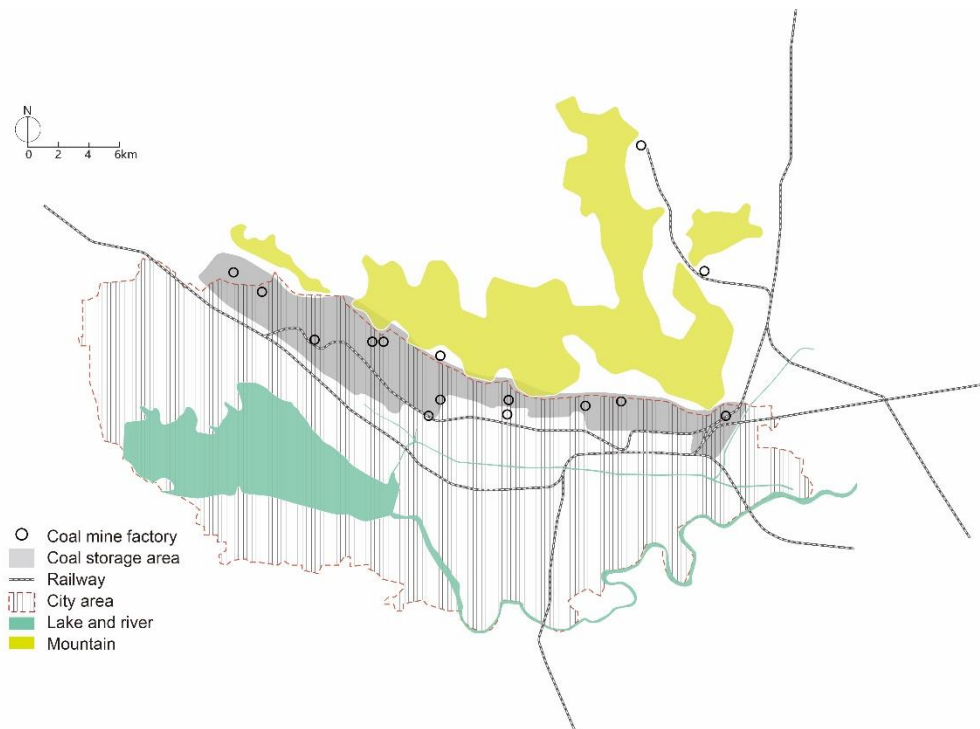 N
0 2 4 6km
Coal mine factory
Coal storage area
Railway
City area
Lake and river
Mountain